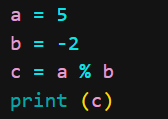 a = 5
b = -2
c = a % b
print (c)